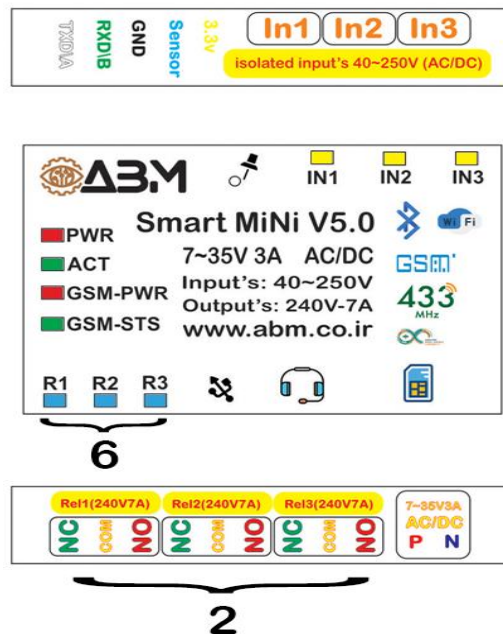 TXD\A RXD\B GND Sensor 3.3v
In1 In2 In3
isolated input's 40~250V (AC/DC)
ABM
IN1 IN2 IN3
Smart MiNi V5.0
Wi Fi
PWR
7~35V 3A AC/DC
GSM
ACT
Input's: 40~250V
GSM-PWR
Output's: 240V-7A
433
MHz
GSM-STS
www.abm.co.ir
R1 R2 R3
6
Rel1(240V7A) Rel2(240V7A) Rel3(240V7A)
NC COM NO NC COM NO NC COM NO
7~35V3A
AC/DC
P N
2